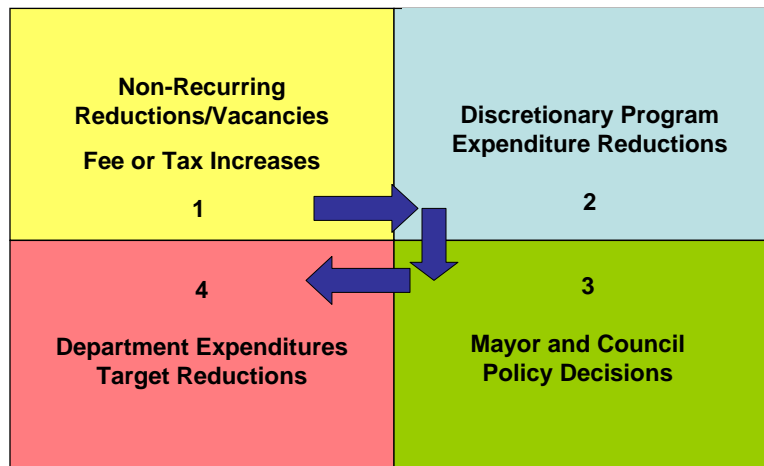 Non-Recurring
Reductions/Vacancies
Fee or Tax Increases
1
Discretionary Program
Expenditure Reductions
2
3
Mayor and Council
Policy Decisions
4
Department Expenditures
Target Reductions